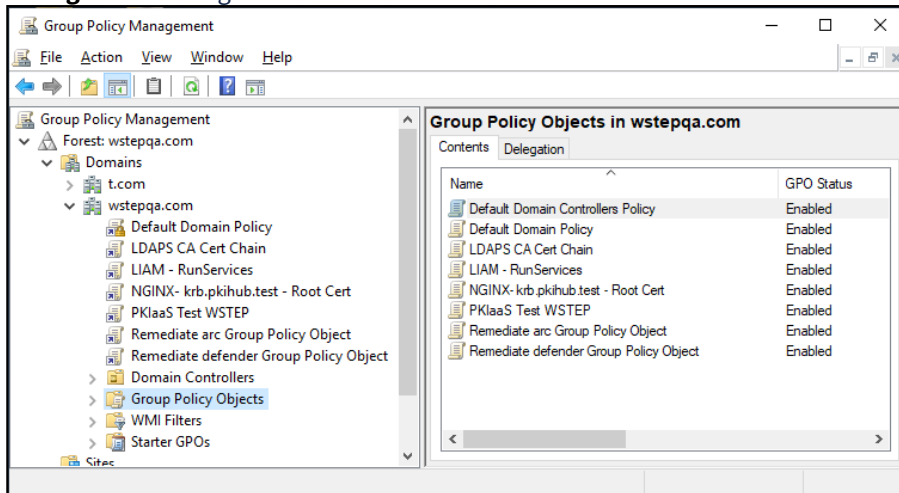 Group Policy Management
File Action View Window Help
Group Policy Management
Forest: wstepqa.com
Domains
t.com
wstepqa.com
Default Domain Policy
LDAPS CA Cert Chain
LIAM - RunServices
NGINX- krb.pkihub.test - Root Cert
PKIaaS Test WSTEP
Remediate arc Group Policy Object
Remediate defender Group Policy Object
Domain Controllers
Group Policy Objects
WMI Filters
Starter GPOs
Sites
Group Policy Objects in wstepqa.com
Contents Delegation
Name GPO Status
Default Domain Controllers Policy Enabled
Default Domain Policy Enabled
LDAPS CA Cert Chain Enabled
LIAM - RunServices Enabled
NGINX- krb.pkihub.test - Root Cert Enabled
PKIaaS Test WSTEP Enabled
Remediate arc Group Policy Object Enabled
Remediate defender Group Policy Object Enabled